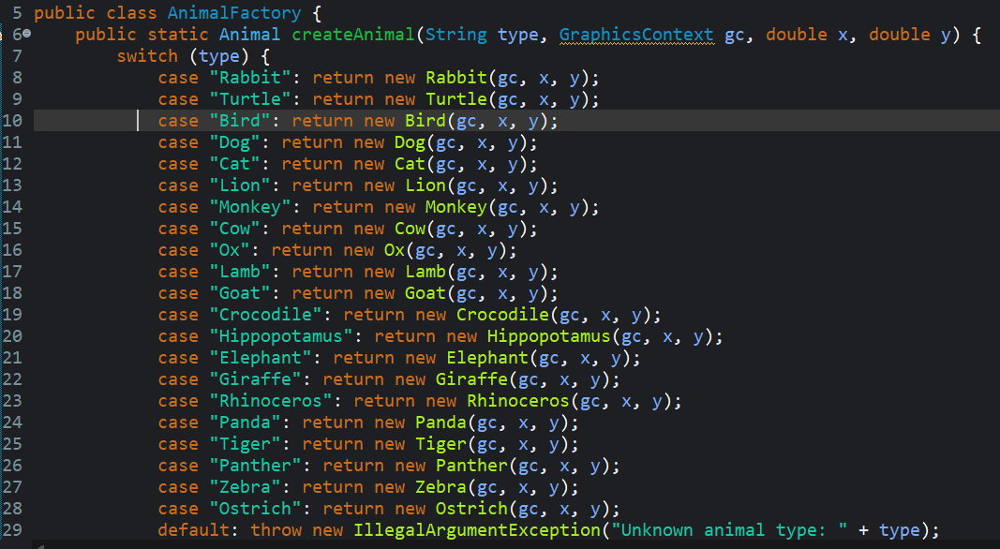 5 public class AnimalFactory {
6 public static Animal createAnimal(String type, GraphicsContext gc, double x, double y) {
7 switch (type) {
8 case "Rabbit": return new Rabbit(gc, x, y);
9 case "Turtle": return new Turtle(gc, x, y);
10 case "Bird": return new Bird(gc, x, y);
11 case "Dog": return new Dog(gc, x, y);
12 case "Cat": return new Cat(gc, x, y);
13 case "Lion": return new Lion(gc, x, y);
14 case "Monkey": return new Monkey(gc, x, y);
15 case "Cow": return new Cow(gc, x, y);
16 case "Ox": return new Ox(gc, x, y);
17 case "Lamb": return new Lamb(gc, x, y);
18 case "Goat": return new Goat(gc, x, y);
19 case "Crocodile": return new Crocodile(gc, x, y);
20 case "Hippopotamus": return new Hippopotamus(gc, x, y);
21 case "Elephant": return new Elephant(gc, x, y);
22 case "Giraffe": return new Giraffe(gc, x, y);
23 case "Rhinoceros": return new Rhinoceros(gc, x, y);
24 case "Panda": return new Panda(gc, x, y);
25 case "Tiger": return new Tiger(gc, x, y);
26 case "Panther": return new Panther(gc, x, y);
27 case "Zebra": return new Zebra(gc, x, y);
28 case "Ostrich": return new Ostrich(gc, x, y);
29 default: throw new IllegalArgumentException("Unknown animal type: " + type);